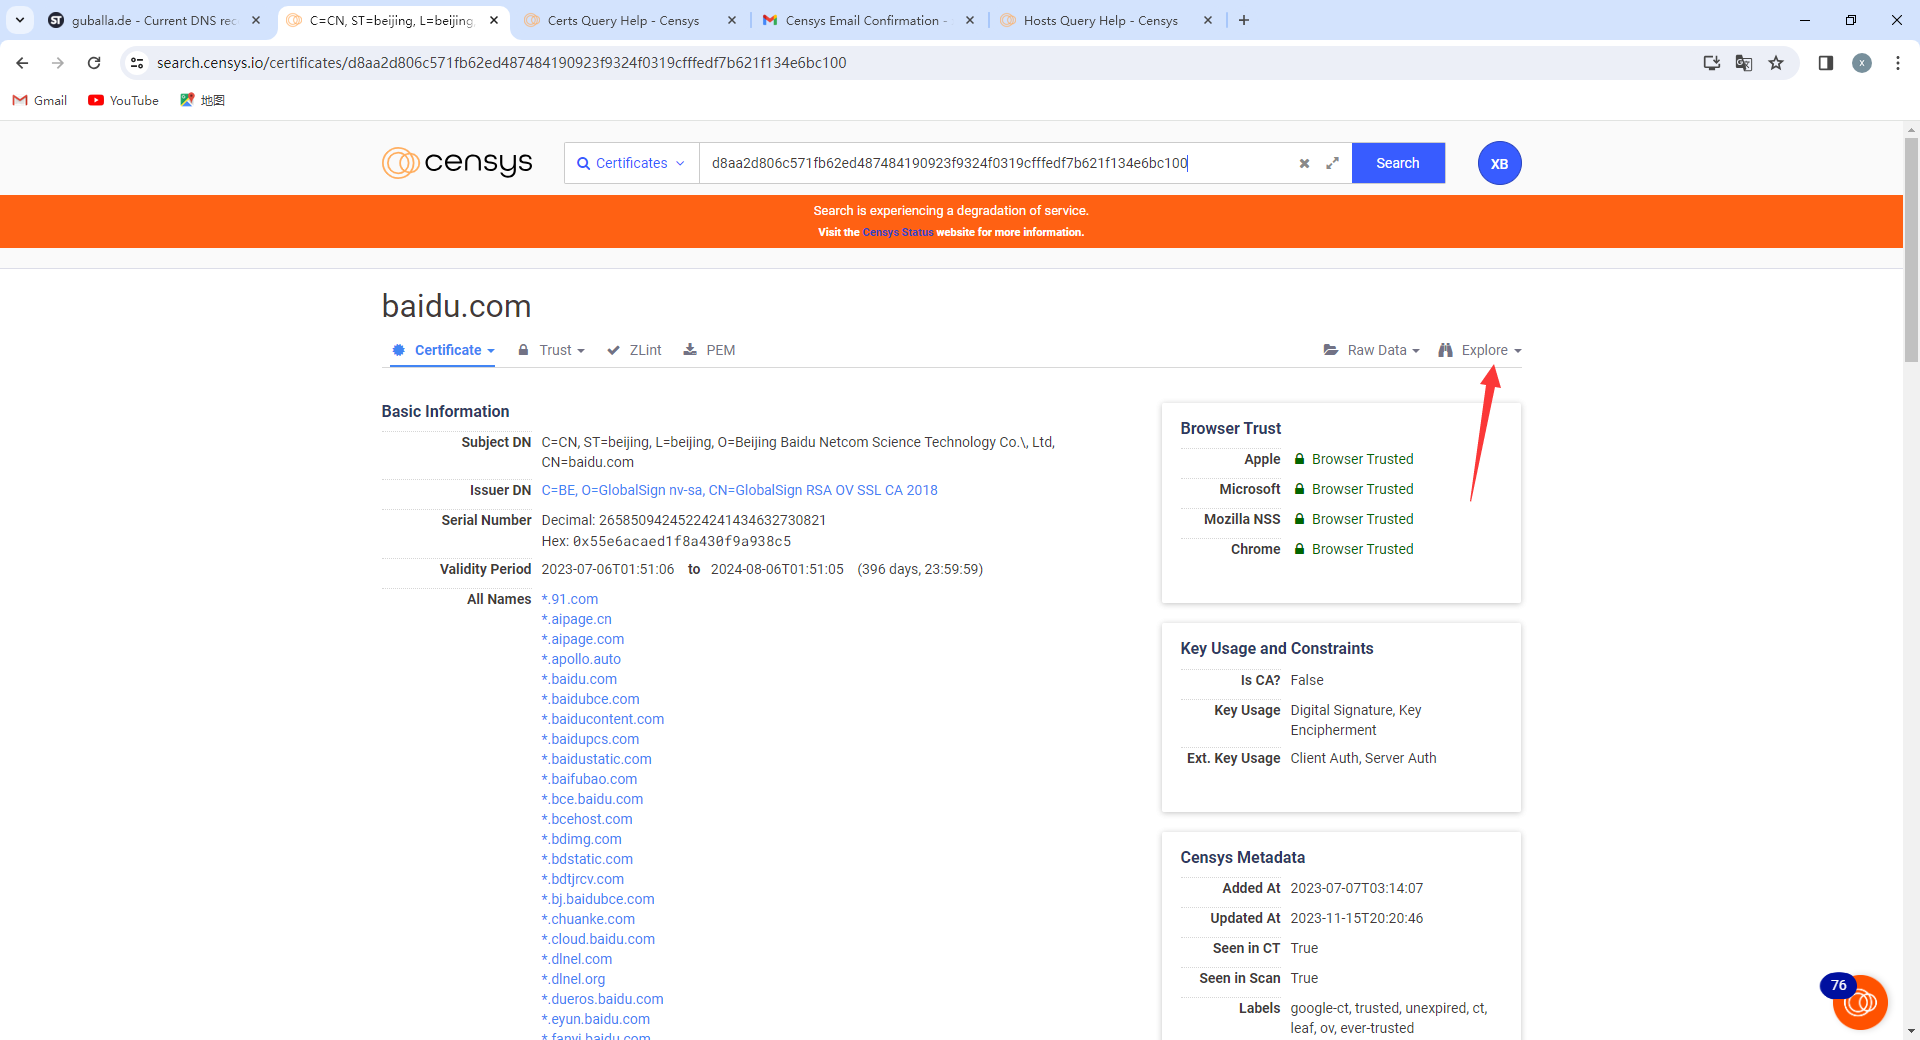 guballa.de - Current DNS rec
C=CN, ST=beijing, L=beijing,
Certs Query Help - Censys
Censys Email Confirmation -
Hosts Query Help - Censys
search.censys.io/certificates/d8aa2d806c571fb62ed487484190923f9324f0319cfffedf7b621f134e6bc100
Gmail
YouTube
地图
censys
Certificates
d8aa2d806c571fb62ed487484190923f9324f0319cfffedf7b621f134e6bc100
Search
XB
Search is experiencing a degradation of service.
Visit the Censys Status website for more information.
baidu.com
Certificate
Trust
ZLint
PEM
Raw Data
Explore
Basic Information
Subject DN C=CN, ST=beijing, L=beijing, O=Beijing Baidu Netcom Science Technology Co.\, Ltd,
CN=baidu.com
Issuer DN C=BE, O=GlobalSign nv-sa, CN=GlobalSign RSA OV SSL CA 2018
Serial Number Decimal: 26585094245224241434632730821
Hex: 0x55e6acaed1f8a430f9a938c5
Validity Period 2023-07-06T01:51:06 to 2024-08-06T01:51:05 (396 days, 23:59:59)
All Names *.91.com
*.aipage.cn
*.aipage.com
*.apollo.auto
*.baidu.com
*.baidubce.com
*.baiducontent.com
*.baidupcs.com
*.baidustatic.com
*.baifubao.com
*.bce.baidu.com
*.bcehost.com
*.bdimg.com
*.bdstatic.com
*.bdtjrcv.com
*.bj.baidubce.com
*.chuanke.com
*.cloud.baidu.com
*.dlnel.com
*.dlnel.org
*.dueros.baidu.com
*.eyun.baidu.com
*.fanyi.baidu.com
Browser Trust
Apple Browser Trusted
Microsoft Browser Trusted
Mozilla NSS Browser Trusted
Chrome Browser Trusted
Key Usage and Constraints
Is CA? False
Key Usage Digital Signature, Key
Encipherment
Ext. Key Usage Client Auth, Server Auth
Censys Metadata
Added At 2023-07-07T03:14:07
Updated At 2023-11-15T20:20:46
Seen in CT True
Seen in Scan True
Labels google-ct, trusted, unexpired, ct,
leaf, ov, ever-trusted
76